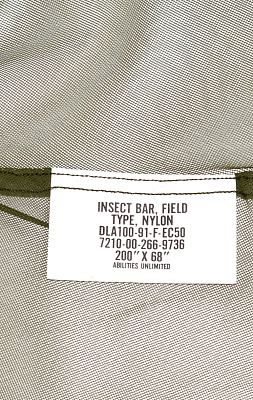 INSECT BAR, FIELD
TYPE, NYLON
DLA100-91-F-EC50
7210-00-266-9736
200" X 68"
ABILITIES UNLIMITED